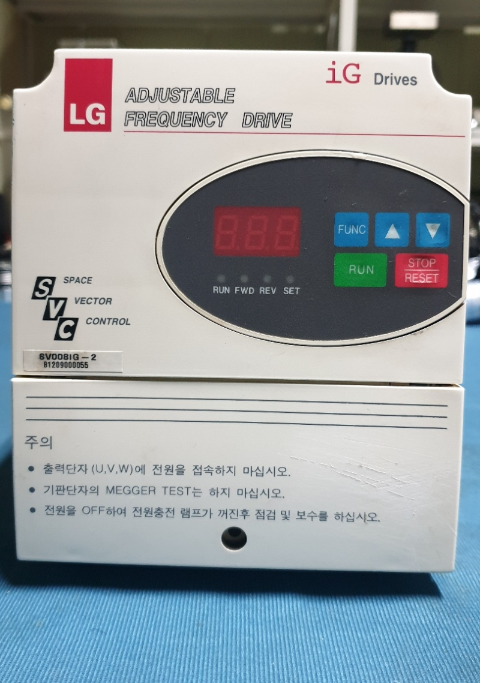 iG Drives
LG
ADJUSTABLE
FREQUENCY DRIVE
FUNC
RUN
STOP
RESET
RUN FWD REV SET
S SPACE
V VECTOR
C CONTROL
6V008IG-2
81209000055
주의
● 출력단자(U,V,W)에 전원을 접속하지 마십시오.
● 기판단자의 MEGGER TEST는 하지 마십시오.
● 전원을 OFF하여 전원충전 램프가 꺼진후 점검 및 보수를 하십시오.